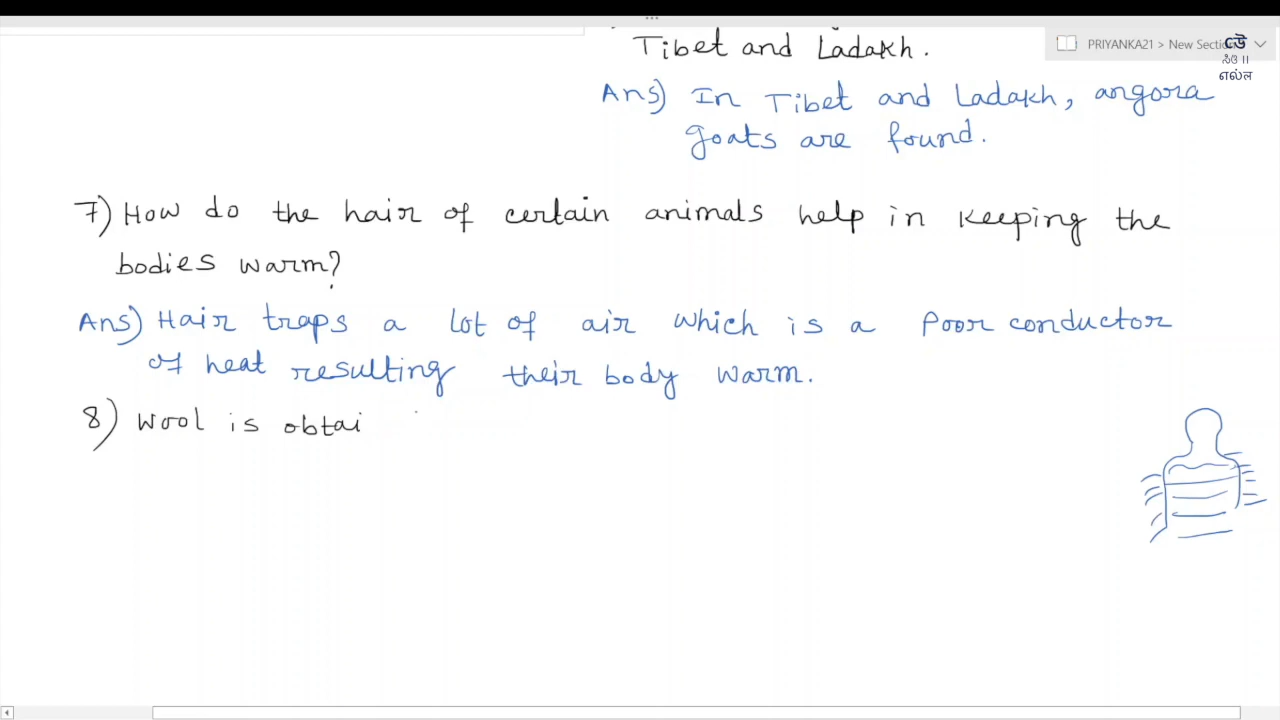 Tibet and Ladakh.
PRIYANKA21 > New Section
Ans) In Tibet and Ladakh, angora
goats are found.
7) How do the hair of certain animals help in keeping the
bodies warm?
Ans) Hair traps a lot of air which is a poor conductor
of heat resulting their body warm.
8) Wool is obtai